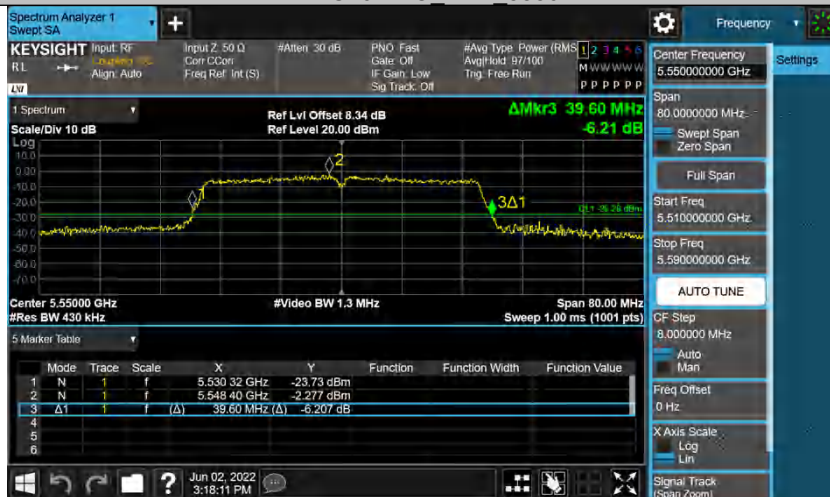 Spectrum Analyzer 1
Swept SA
Frequency
KEYSIGHT Input: RF Input Z: 50 Ω #Atten: 30 dB PNO: Fast #Avg Type: Power (RMS 1 2 3 4 5 6
RL Corr CCorr Gate: Off Avg|Hold: 97/100 M W W W W W
Align: Auto Freq Ref: Int (S) IF Gain: Low Trig: Free Run
LXI Sig Track: Off P P P P P P
1 Spectrum
Ref Lvl Offset 8.34 dB ΔMkr3 39.60 MHz
Scale/Div 10 dB Ref Level 20.00 dBm -6.21 dB
Log
10.0
0.00
-10.0
-20.0
-30.0
-40.0
-50.0
-60.0
-70.0
2
1
3Δ1
Center 5.55000 GHz #Video BW 1.3 MHz Span 80.00 MHz
#Res BW 430 kHz Sweep 1.00 ms (1001 pts)
5 Marker Table
Mode Trace Scale X Y Function Function Width Function Value
1 N 1 f 5.530 32 GHz -23.73 dBm
2 N 1 f 5.548 40 GHz -2.277 dBm
3 Δ1 1 f (Δ) 39.60 MHz (Δ) -6.207 dB
4
5
6
Jun 02, 2022
3:18:11 PM
Center Frequency
5.550000000 GHz
Settings
Span
80.0000000 MHz
Swept Span
Zero Span
Full Span
Start Freq
5.510000000 GHz
Stop Freq
5.590000000 GHz
AUTO TUNE
CF Step
8.000000 MHz
Auto
Man
Freq Offset
0 Hz
X Axis Scale
Log
Lin
Signal Track
(Span Zoom)